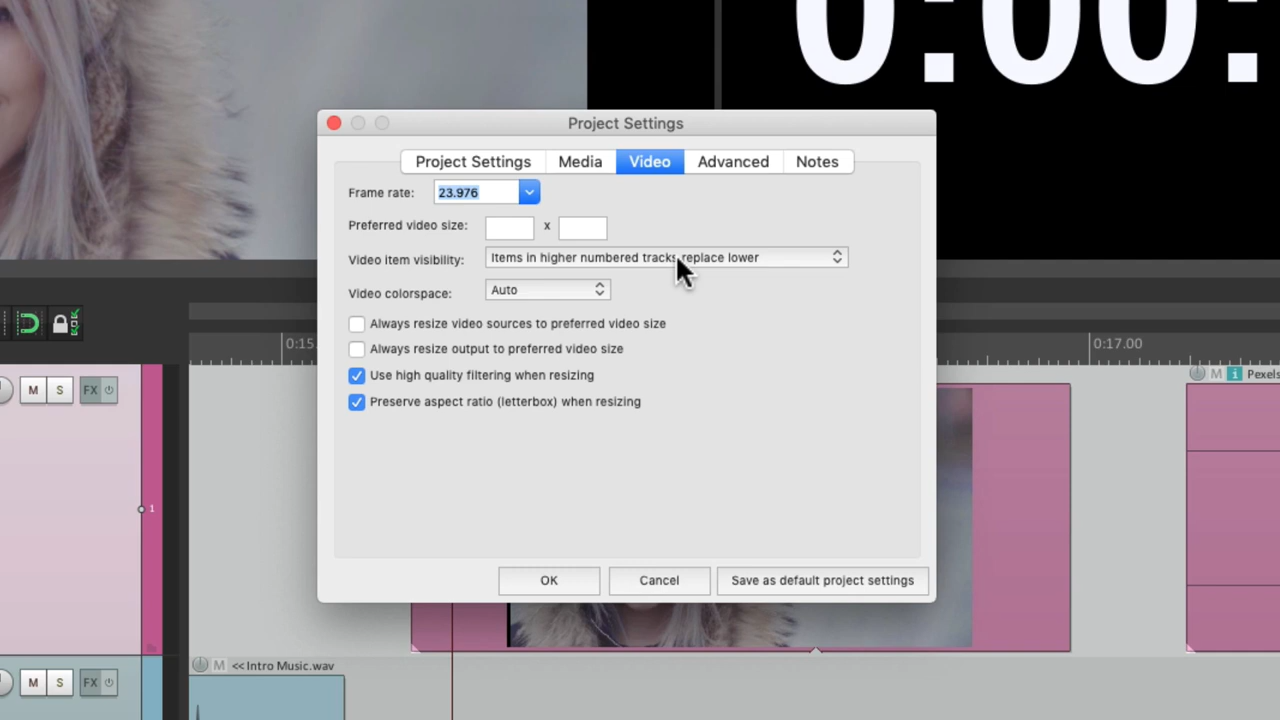 0:00:
Project Settings
Project Settings Media Video Advanced Notes
Frame rate: 23.976
Preferred video size: x
Video item visibility: Items in higher numbered tracks replace lower
Video colorspace: Auto
Always resize video sources to preferred video size
Always resize output to preferred video size
Use high quality filtering when resizing
Preserve aspect ratio (letterbox) when resizing
OK Cancel Save as default project settings
0:15. 0:17.00
M i Pexels
M S FX
1
M <<Intro Music.wav
M S FX